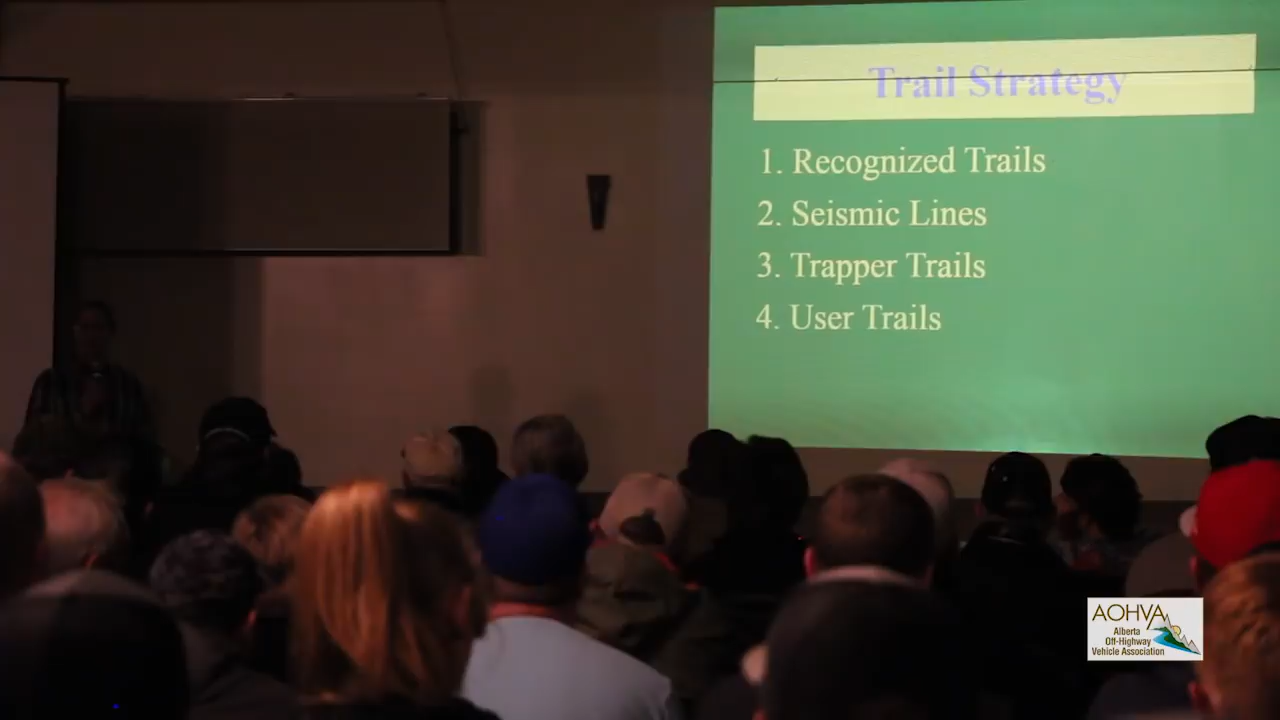 Trail Strategy
1. Recognized Trails
2. Seismic Lines
3. Trapper Trails
4. User Trails
AOHVA
Alberta
Off-Highway
Vehicle Association